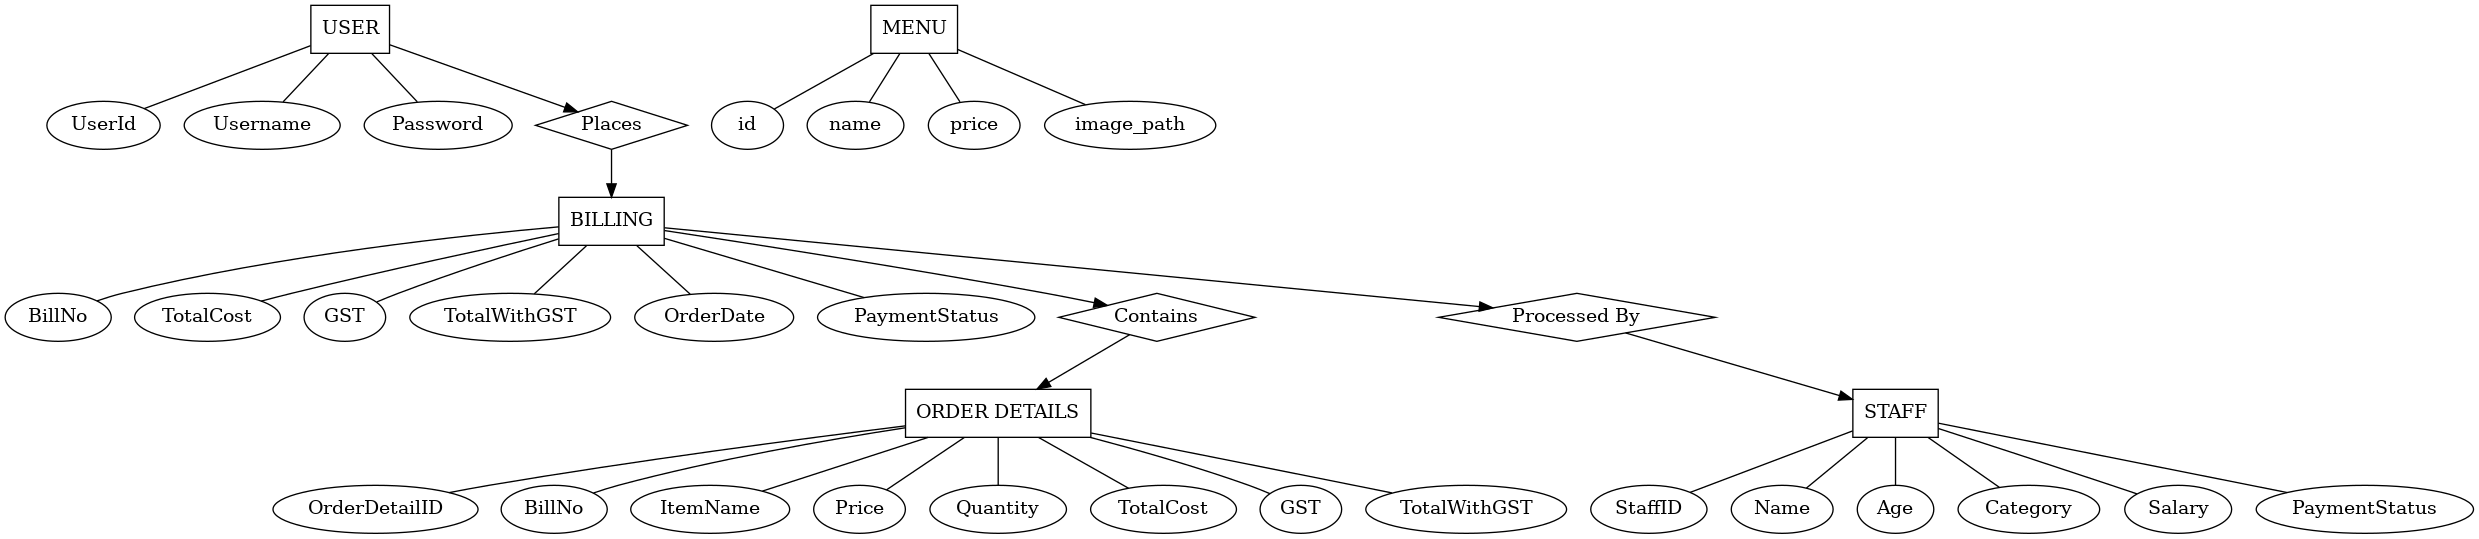 USER
MENU
UserId
Username
Password
Places
id
name
price
image_path
BILLING
BillNo
TotalCost
GST
TotalWithGST
OrderDate
PaymentStatus
Contains
Processed By
ORDER DETAILS
STAFF
OrderDetailID
BillNo
ItemName
Price
Quantity
TotalCost
GST
TotalWithGST
StaffID
Name
Age
Category
Salary
PaymentStatus